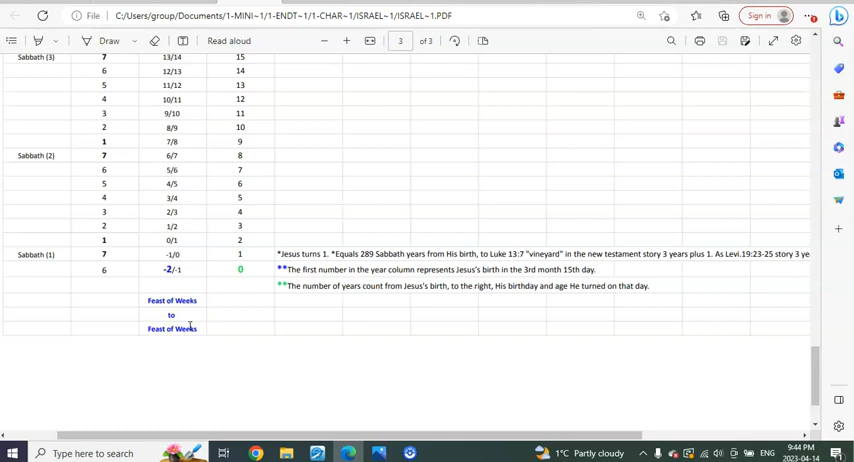 File
C:/Users/group/Documents/1-MINI~1/1-ENDT~1/1-CHAR~1/ISRAEL~1/ISRAEL~1.PDF
Sign in
Draw
Read aloud
3 of 3
Sabbath (3) 7 13/14 15
6 12/13 14
5 11/12 13
4 10/11 12
3 9/10 11
2 8/9 10
1 7/8 9
Sabbath (2) 7 6/7 8
6 5/6 7
5 4/5 6
4 3/4 5
3 2/3 4
2 1/2 3
1 0/1 2
Sabbath (1) 7 -1/0 1 *Jesus turns 1. *Equals 289 Sabbath years from His birth, to Luke 13:7 "vineyard" in the new testament story 3 years plus 1. As Levi.19:23-25 story 3 ye
6 -2/-1 0 **The first number in the year column represents Jesus's birth in the 3rd month 15th day.
**The number of years count from Jesus's birth, to the right, His birthday and age He turned on that day.
Feast of Weeks
to
Feast of Weeks
Type here to search
1°C Partly cloudy
ENG
9:44 PM
2023-04-14